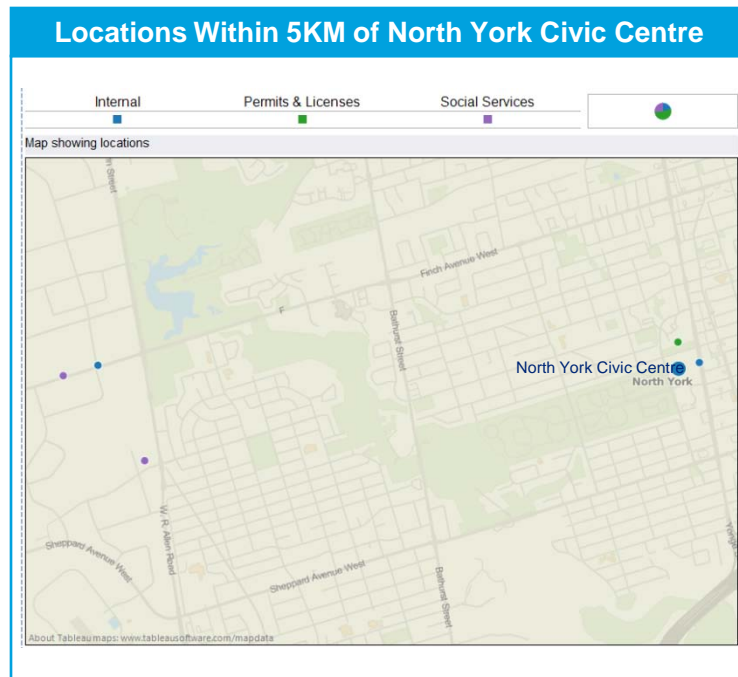 Locations Within 5KM of North York Civic Centre
Internal
Permits & Licenses
Social Services
Map showing locations
Street
Finch Avenue West
Bathurst Street
North York Civic Centre
North York
W. R. Allen Road
Sheppard Avenue West
Sheppard Avenue West
Bathurst Street
Yonge
About Tableau maps: www.tableausoftware.com/mapdata